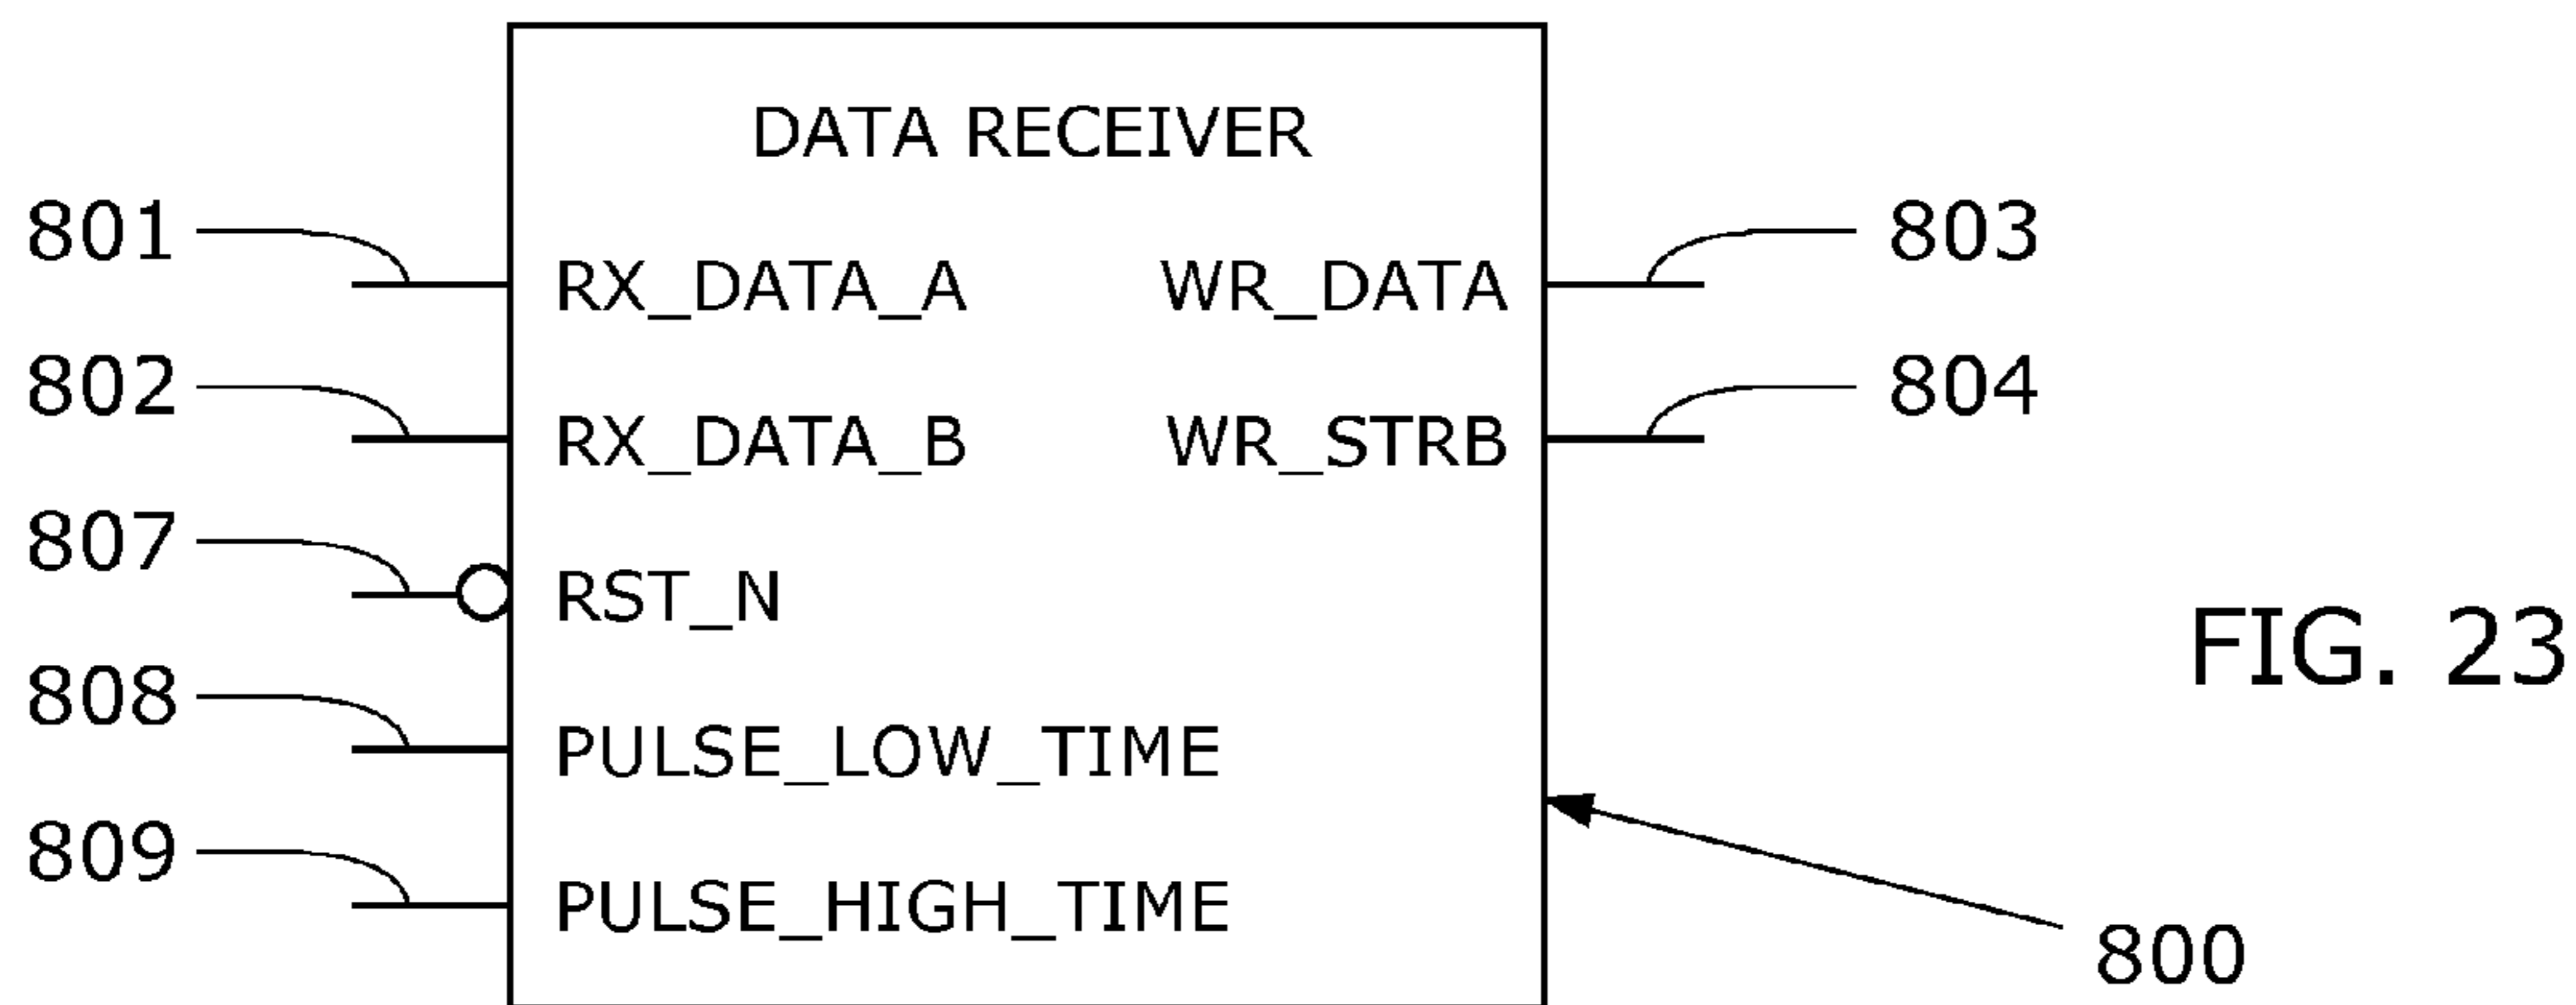 DATA RECEIVER
801 RX_DATA_A WR_DATA 803
802 RX_DATA_B WR_STRB 804
807 RST_N
FIG. 23
808 PULSE_LOW_TIME
809 PULSE_HIGH_TIME
800